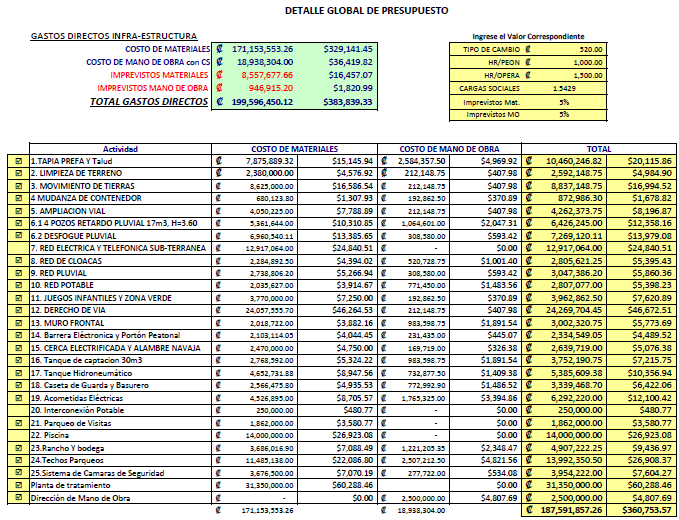 DETALLE GLOBAL DE PRESUPUESTO
GASTOS DIRECTOS INFRA-ESTRUCTURA
COSTO DE MATERIALES ₡ 171,153,553.26 $329,141.45
COSTO DE MANO DE OBRA con CS ₡ 18,938,304.00 $36,419.82
IMPREVISTOS MATERIALES ₡ 8,557,677.66 $16,457.07
IMPREVISTOS MANO DE OBRA ₡ 946,915.20 $1,820.99
TOTAL GASTOS DIRECTOS ₡ 199,596,450.12 $383,839.33
Ingrese el Valor Correspondiente
TIPO DE CAMBIO ₡ 520.00
HR/PEON ₡ 1,000.00
HR/OPERA ₡ 1,300.00
CARGAS SOCIALES 1.5429
Imprevistos Mat. 5%
Imprevistos MO 5%
Actividad COSTO DE MATERIALES COSTO DE MANO DE OBRA TOTAL
1.TAPIA PREFA Y Talud ₡ 7,875,889.32 $15,145.94 ₡ 2,584,357.50 $4,969.92 ₡ 10,460,246.82 $20,115.86
2. LIMPIEZA DE TERRENO ₡ 2,380,000.00 $4,576.92 ₡ 212,148.75 $407.98 ₡ 2,592,148.75 $4,984.90
3. MOVIMIENTO DE TIERRAS ₡ 8,625,000.00 $16,586.54 ₡ 212,148.75 $407.98 ₡ 8,837,148.75 $16,994.52
4 MUDANZA DE CONTENEDOR ₡ 680,123.80 $1,307.93 ₡ 192,862.50 $370.89 ₡ 872,986.30 $1,678.82
5. AMPLIACION VIAL ₡ 4,050,225.00 $7,788.89 ₡ 212,148.75 $407.98 ₡ 4,262,373.75 $8,196.87
6.1 4 POZOS RETARDO PLUVIAL 17m3, H=3.60 ₡ 5,361,644.00 $10,310.85 ₡ 1,064,601.00 $2,047.31 ₡ 6,426,245.00 $12,358.16
6.2 DESFOGUE PLUVIAL ₡ 6,960,540.11 $13,385.65 ₡ 308,580.00 $593.42 ₡ 7,269,120.11 $13,979.08
7. RED ELECTRICA Y TELEFONICA SUB-TERRANEA ₡ 12,917,064.00 $24,840.51 ₡ - $0.00 ₡ 12,917,064.00 $24,840.51
8. RED DE CLOACAS ₡ 2,284,892.50 $4,394.02 ₡ 520,728.75 $1,001.40 ₡ 2,805,621.25 $5,395.43
9. RED PLUVIAL ₡ 2,738,806.20 $5,266.94 ₡ 308,580.00 $593.42 ₡ 3,047,386.20 $5,860.36
10. RED POTABLE ₡ 2,035,627.00 $3,914.67 ₡ 771,450.00 $1,483.56 ₡ 2,807,077.00 $5,398.23
11. JUEGOS INFANTILES Y ZONA VERDE ₡ 3,770,000.00 $7,250.00 ₡ 192,862.50 $370.89 ₡ 3,962,862.50 $7,620.89
12. DERECHO DE VIA ₡ 24,057,555.70 $46,264.53 ₡ 212,148.75 $407.98 ₡ 24,269,704.45 $46,672.51
13. MURO FRONTAL ₡ 2,018,722.00 $3,882.16 ₡ 983,598.75 $1,891.54 ₡ 3,002,320.75 $5,773.69
14. Barrera Eléctronica y Portón Peatonal ₡ 2,103,114.05 $4,044.45 ₡ 231,435.00 $445.07 ₡ 2,334,549.05 $4,489.52
15. CERCA ELECTRIFICADA Y ALAMBRE NAVAJA ₡ 2,470,000.00 $4,750.00 ₡ 169,719.00 $326.38 ₡ 2,639,719.00 $5,076.38
16. Tanque de captacion 30m3 ₡ 2,768,592.00 $5,324.22 ₡ 983,598.75 $1,891.54 ₡ 3,752,190.75 $7,215.75
17. Tanque Hidroneumático ₡ 4,652,731.88 $8,947.56 ₡ 732,877.50 $1,409.38 ₡ 5,385,609.38 $10,356.94
18. Caseta de Guarda y Basurero ₡ 2,566,475.80 $4,935.53 ₡ 772,992.90 $1,486.52 ₡ 3,339,468.70 $6,422.06
19. Acometidas Eléctricas ₡ 4,526,895.00 $8,705.57 ₡ 1,765,325.00 $3,394.86 ₡ 6,292,220.00 $12,100.42
20. Interconexión Potable ₡ 250,000.00 $480.77 ₡ - $0.00 ₡ 250,000.00 $480.77
21. Parqueo de Visitas ₡ 1,862,000.00 $3,580.77 ₡ - $0.00 ₡ 1,862,000.00 $3,580.77
22. Piscina ₡ 14,000,000.00 $26,923.08 ₡ - $0.00 ₡ 14,000,000.00 $26,923.08
23.Rancho Y bodega ₡ 3,686,016.90 $7,088.49 ₡ 1,221,205.35 $2,348.47 ₡ 4,907,222.25 $9,436.97
24.Techos Parqueos ₡ 11,485,138.00 $22,086.80 ₡ 2,507,212.50 $4,821.56 ₡ 13,992,350.50 $26,908.37
25.Sistema de Camaras de Seguridad ₡ 3,676,500.00 $7,070.19 ₡ 277,722.00 $534.08 ₡ 3,954,222.00 $7,604.27
Planta de tratamiento ₡ 31,350,000.00 $60,288.46 $0.00 ₡ 31,350,000.00 $60,288.46
Dirección de Mano de Obra ₡ - $0.00 ₡ 2,500,000.00 $4,807.69 ₡ 2,500,000.00 $4,807.69
₡ 171,153,553.26 ₡ 18,938,304.00 ₡ 187,591,857.26 $360,753.57